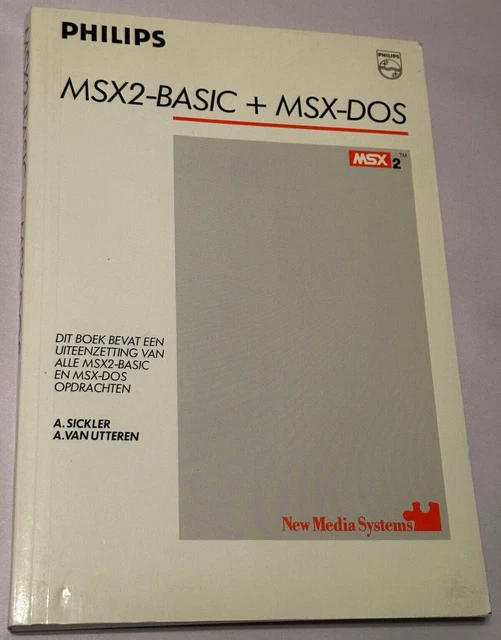 PHILIPS
PHILIPS
MSX2-BASIC + MSX-DOS
MSX 2 TM
DIT BOEK BEVAT EEN
UITEENZETTING VAN
ALLE MSX2-BASIC
EN MSX-DOS
OPDRACHTEN
A. SICKLER
A. VAN UTTEREN
New Media Systems